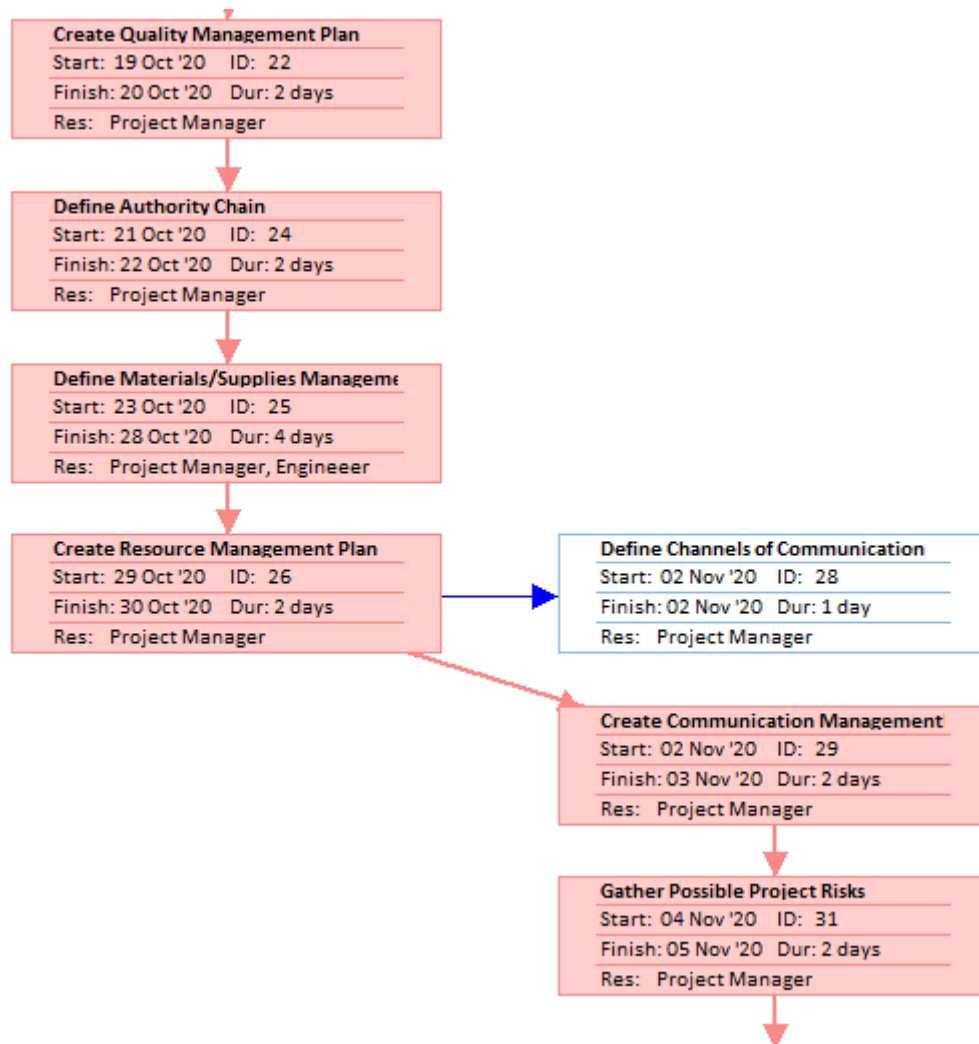 Create Quality Management Plan
Start: 19 Oct '20 ID: 22
Finish: 20 Oct '20 Dur: 2 days
Res: Project Manager
Define Authority Chain
Start: 21 Oct '20 ID: 24
Finish: 22 Oct '20 Dur: 2 days
Res: Project Manager
Define Materials/Supplies Manageme
Start: 23 Oct '20 ID: 25
Finish: 28 Oct '20 Dur: 4 days
Res: Project Manager, Engineeer
Create Resource Management Plan
Start: 29 Oct '20 ID: 26
Finish: 30 Oct '20 Dur: 2 days
Res: Project Manager
Define Channels of Communication
Start: 02 Nov '20 ID: 28
Finish: 02 Nov '20 Dur: 1 day
Res: Project Manager
Create Communication Management
Start: 02 Nov '20 ID: 29
Finish: 03 Nov '20 Dur: 2 days
Res: Project Manager
Gather Possible Project Risks
Start: 04 Nov '20 ID: 31
Finish: 05 Nov '20 Dur: 2 days
Res: Project Manager